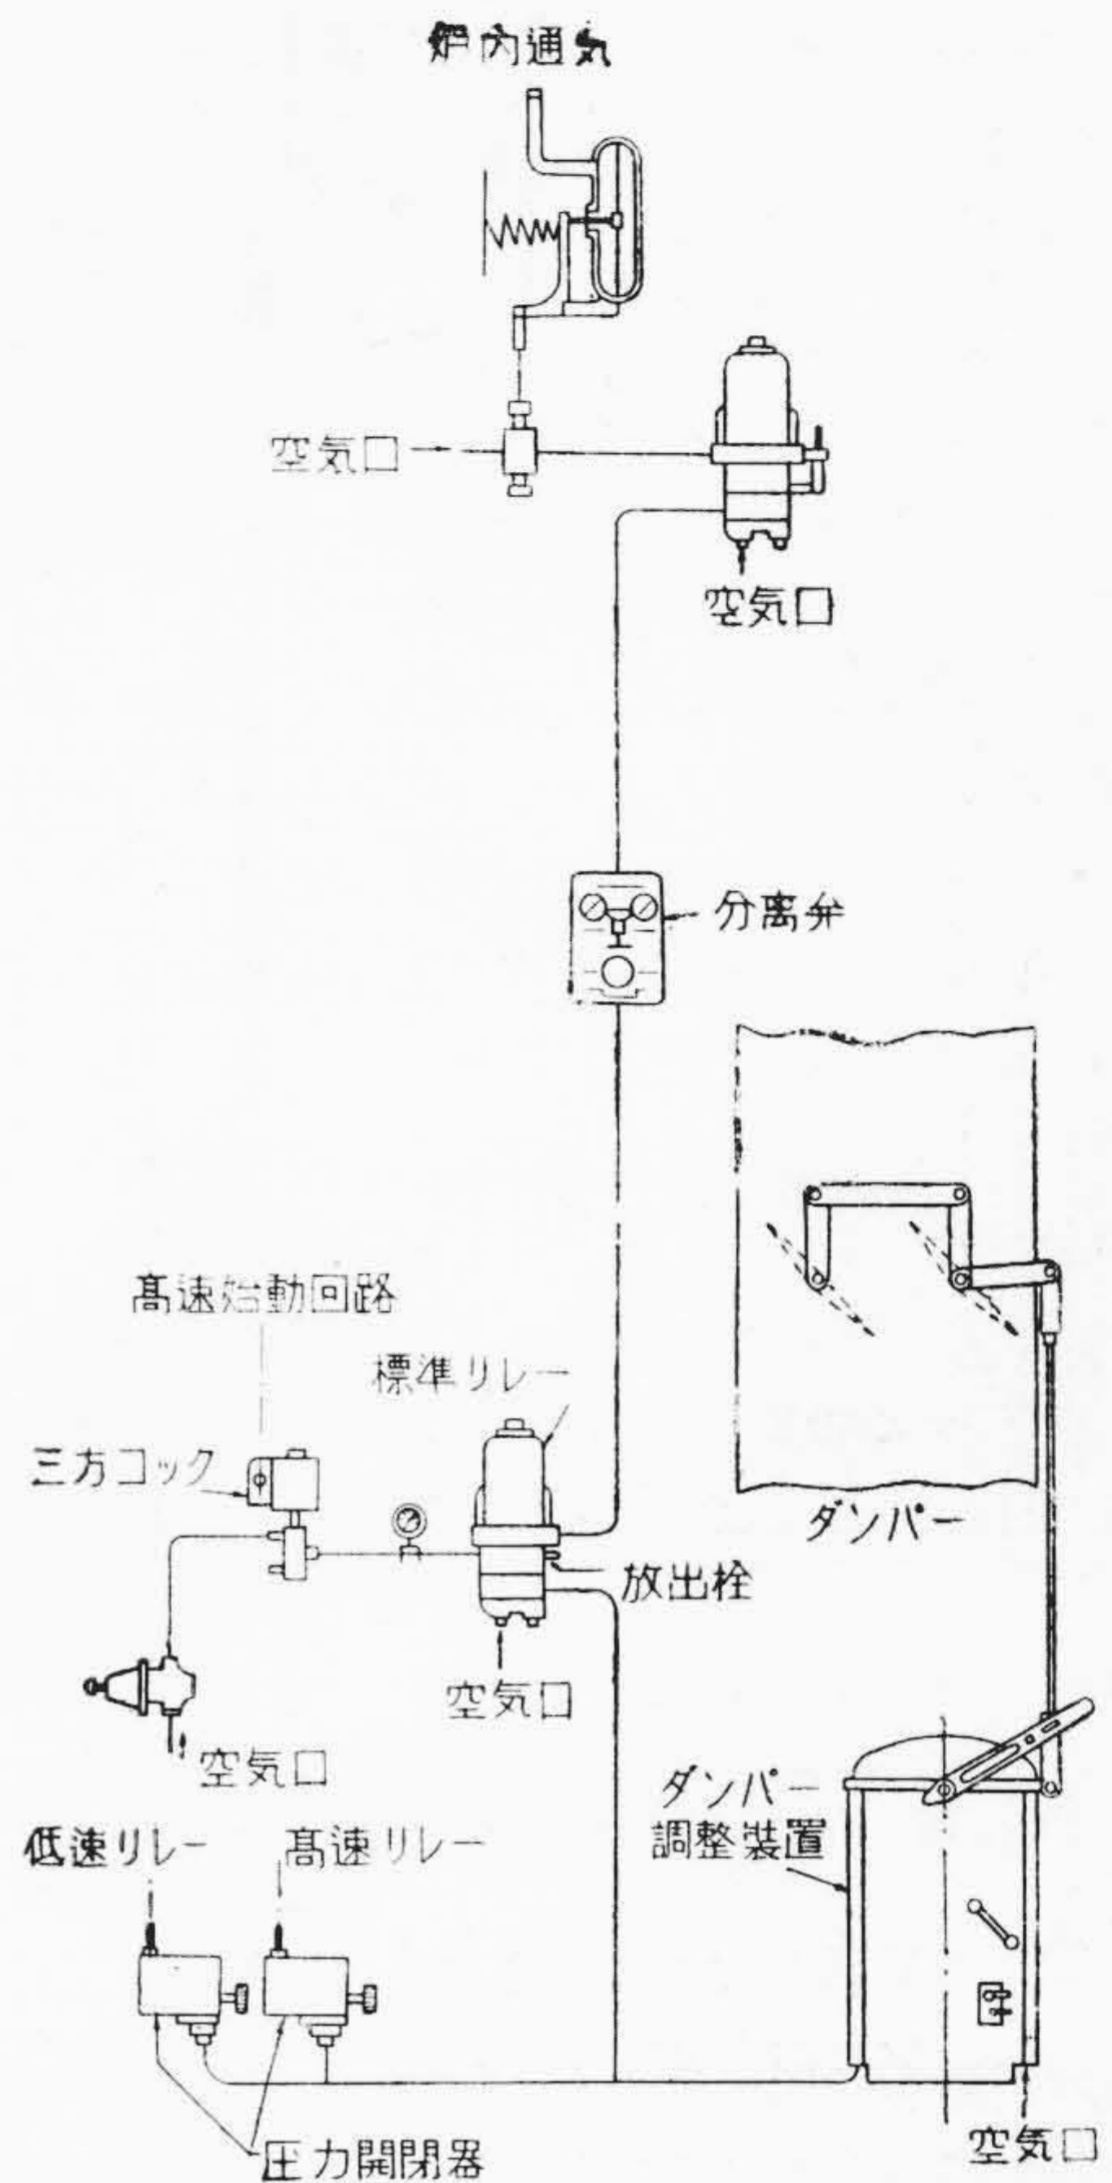 炉内通気
空気口
空気口
分離弁
高速始動回路
標準リレー
三方コック
ダンパー
放出栓
空気口
空気口
ダンパー
調整装置
低速リレー
高速リレー
圧力開閉器
空気口